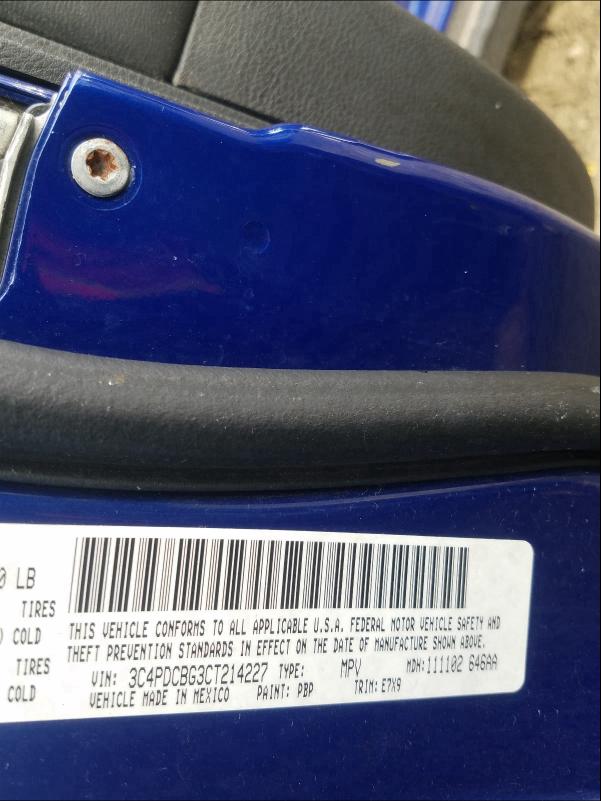 0 LB
TIRES
COLD
TIRES
COLD
THIS VEHICLE CONFORMS TO ALL APPLICABLE U.S.A. FEDERAL MOTOR VEHICLE SAFETY AND
THEFT PREVENTION STANDARDS IN EFFECT ON THE DATE OF MANUFACTURE SHOWN ABOVE.
VIN: 3C4PDCBG3CT214227 TYPE: MPV MDH:111102 646AA
VEHICLE MADE IN MEXICO PAINT: PBP TRIM: E7X9